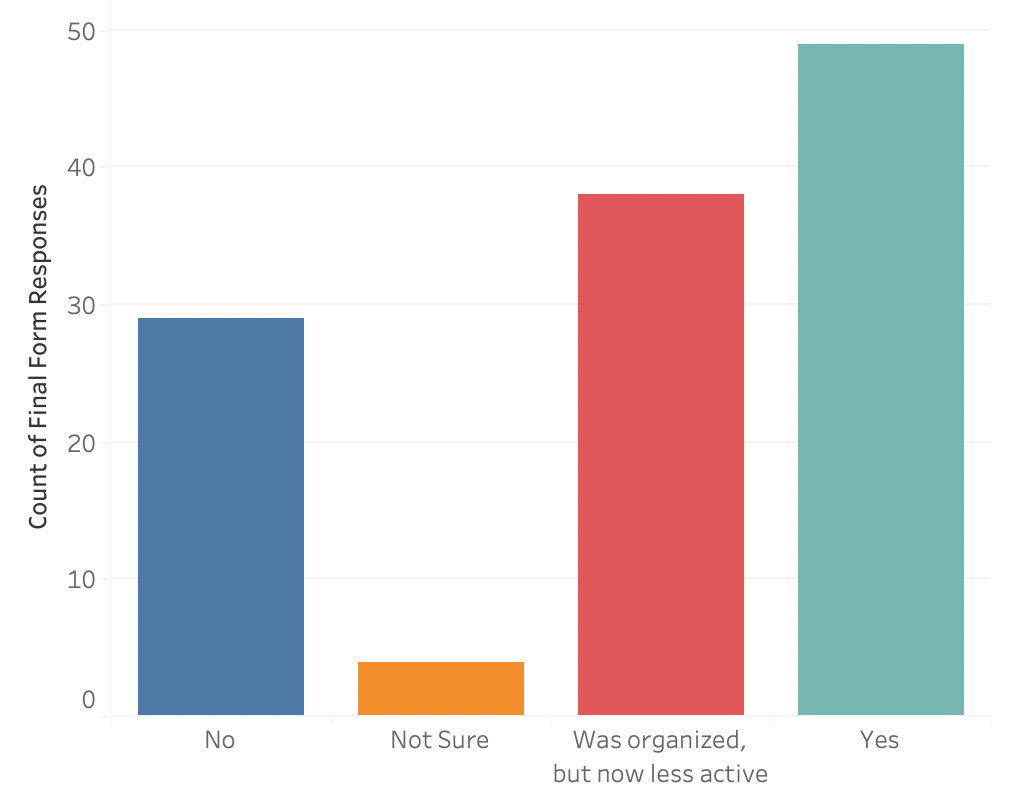 50
40
30
20
10
0
Count of Final Form Responses
No
Not Sure
Was organized,
but now less active
Yes